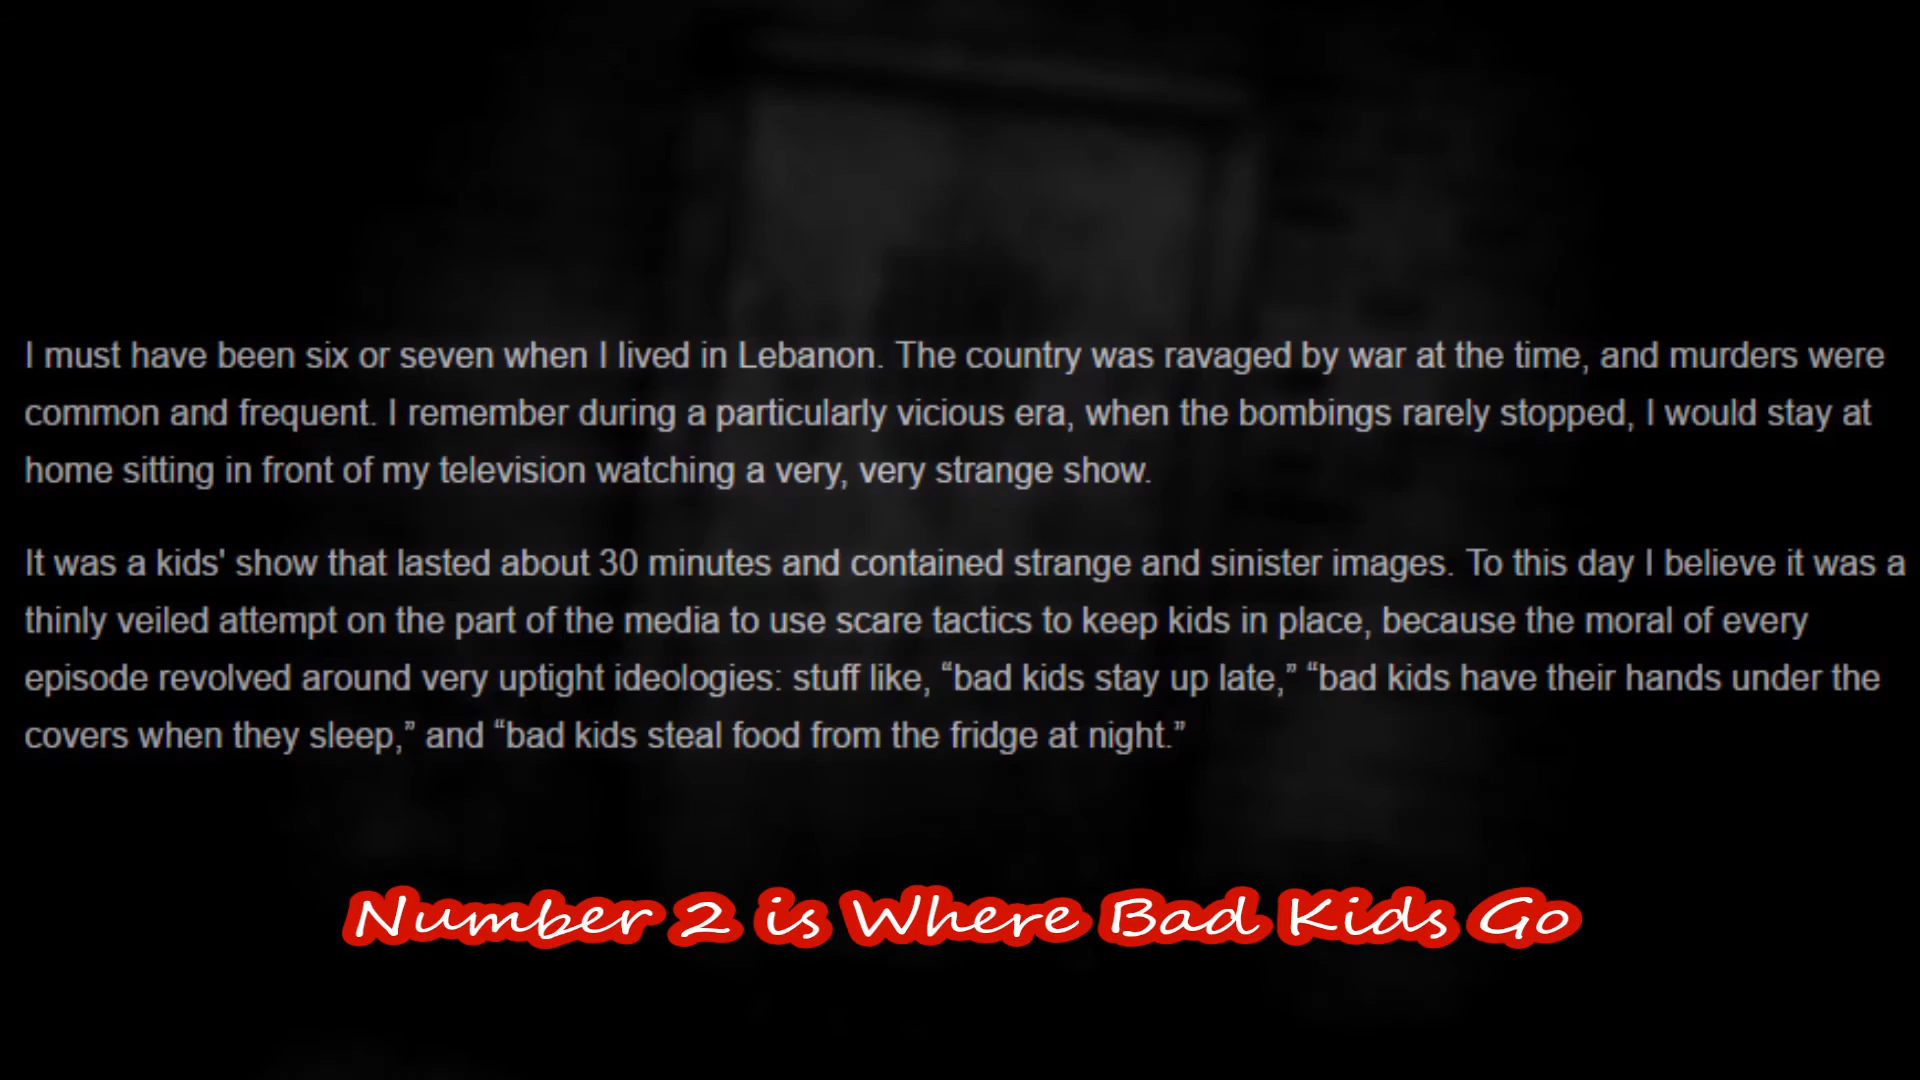 I must have been six or seven when I lived in Lebanon. The country was ravaged by war at the time, and murders were
common and frequent. I remember during a particularly vicious era, when the bombings rarely stopped, I would stay at
home sitting in front of my television watching a very, very strange show.
It was a kids' show that lasted about 30 minutes and contained strange and sinister images. To this day I believe it was a
thinly veiled attempt on the part of the media to use scare tactics to keep kids in place, because the moral of every
episode revolved around very uptight ideologies: stuff like, “bad kids stay up late,” “bad kids have their hands under the
covers when they sleep,” and “bad kids steal food from the fridge at night.”
Number 2 is Where Bad Kids Go